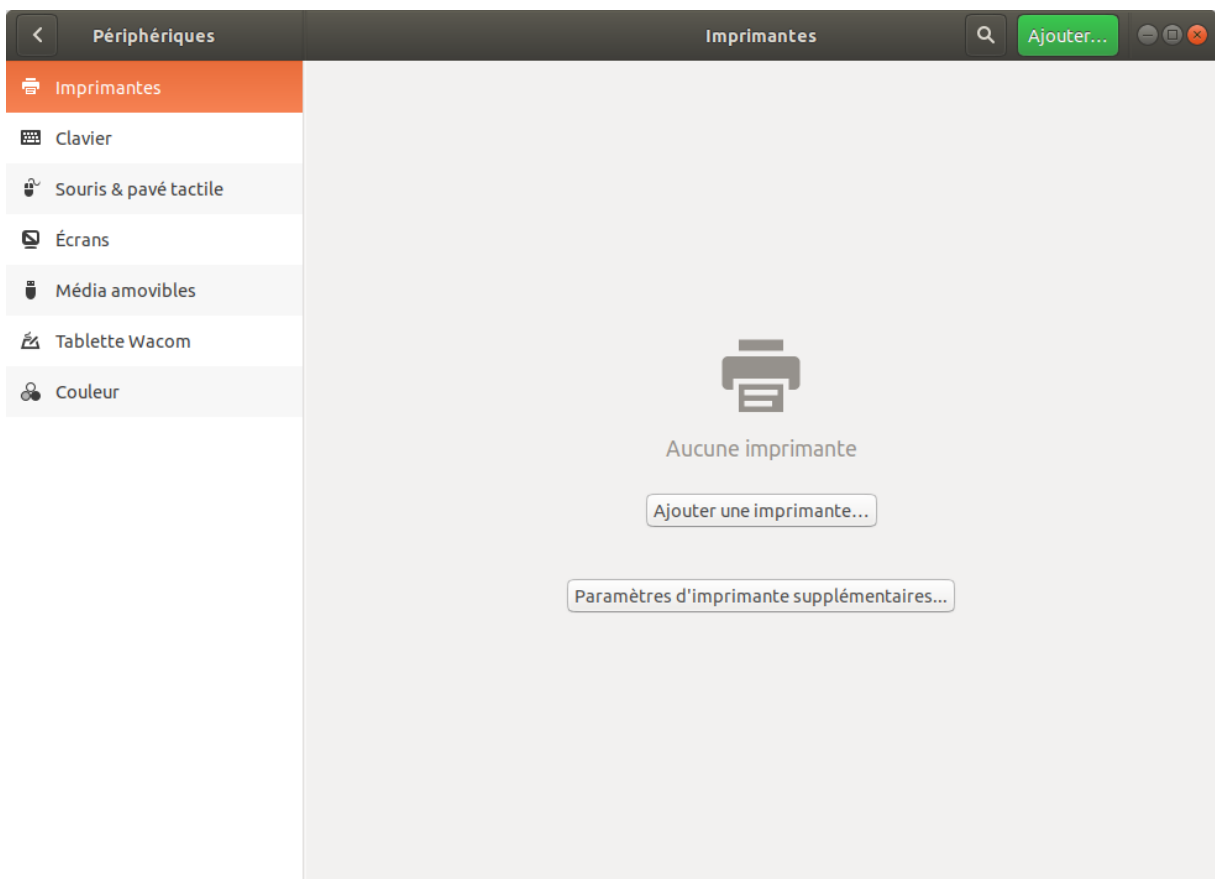 Périphériques
Imprimantes
Ajouter...
Imprimantes
Clavier
Souris & pavé tactile
Écrans
Média amovibles
Tablette Wacom
Couleur
Aucune imprimante
Ajouter une imprimante…
Paramètres d'imprimante supplémentaires...